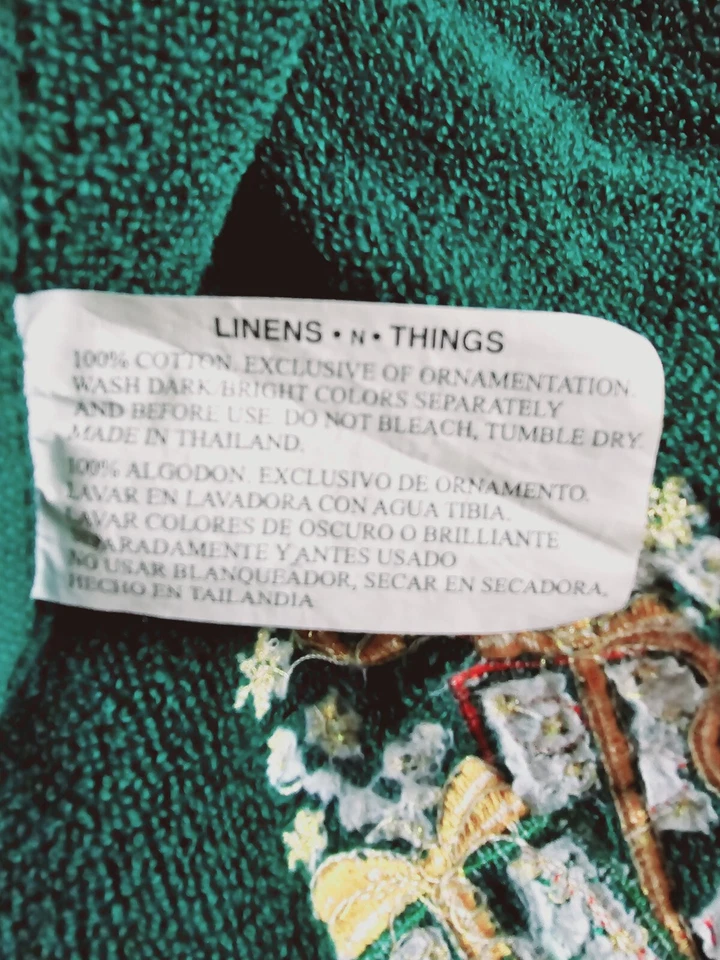 LINENS • N • THINGS
100% COTTON. EXCLUSIVE OF ORNAMENTATION.
WASH DARK/BRIGHT COLORS SEPARATELY
AND BEFORE USE. DO NOT BLEACH, TUMBLE DRY.
MADE IN THAILAND.
100% ALGODON. EXCLUSIVO DE ORNAMENTO.
LAVAR EN LAVADORA CON AGUA TIBIA.
LAVAR COLORES DE OSCURO O BRILLIANTE
PARADAMENTE Y ANTES USADO
NO USAR BLANQUEADOR, SECAR EN SECADORA.
HECHO EN TAILANDIA